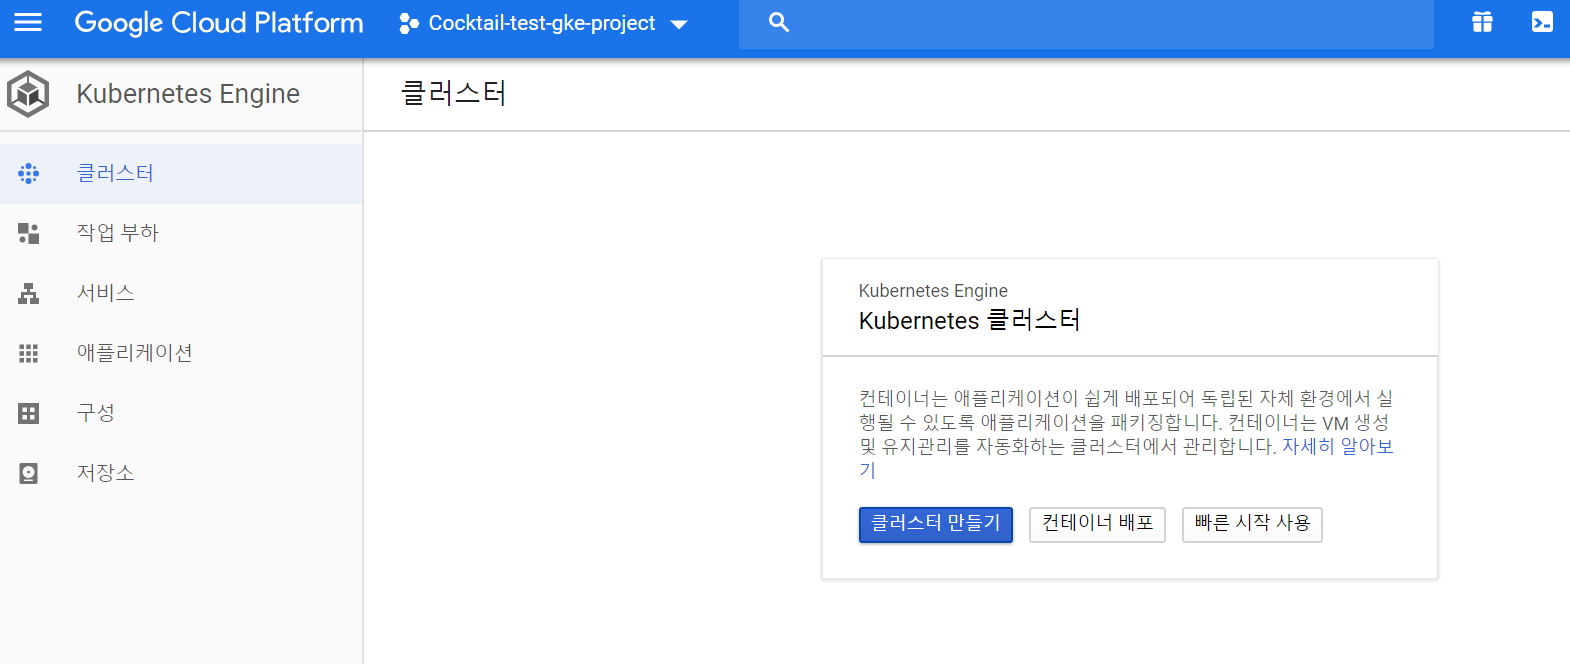 Google Cloud Platform
Cocktail-test-gke-project
Kubernetes Engine
클러스터
클러스터
작업 부하
서비스
애플리케이션
구성
저장소
Kubernetes Engine
Kubernetes 클러스터
컨테이너는 애플리케이션이 쉽게 배포되어 독립된 자체 환경에서 실
행될 수 있도록 애플리케이션을 패키징합니다. 컨테이너는 VM 생성
및 유지관리를 자동화하는 클러스터에서 관리합니다. 자세히 알아보
기
클러스터 만들기
컨테이너 배포
빠른 시작 사용